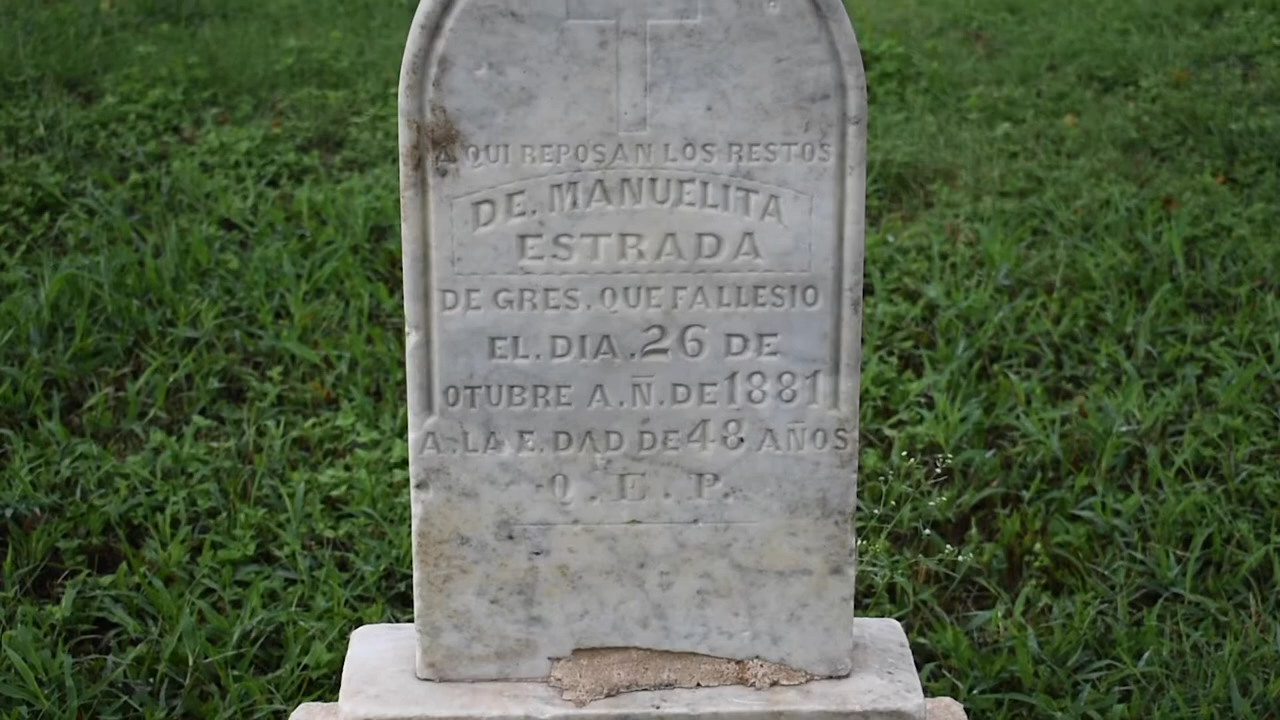 AQUI REPOSAN LOS RESTOS
DE. MANUELITA
ESTRADA
DE GRES. QUE FALLESIO
EL. DIA. 26 DE
OTUBRE A. Ñ. DE 1881
A. LA E. DAD DE 48 AÑOS
Q. E. P.